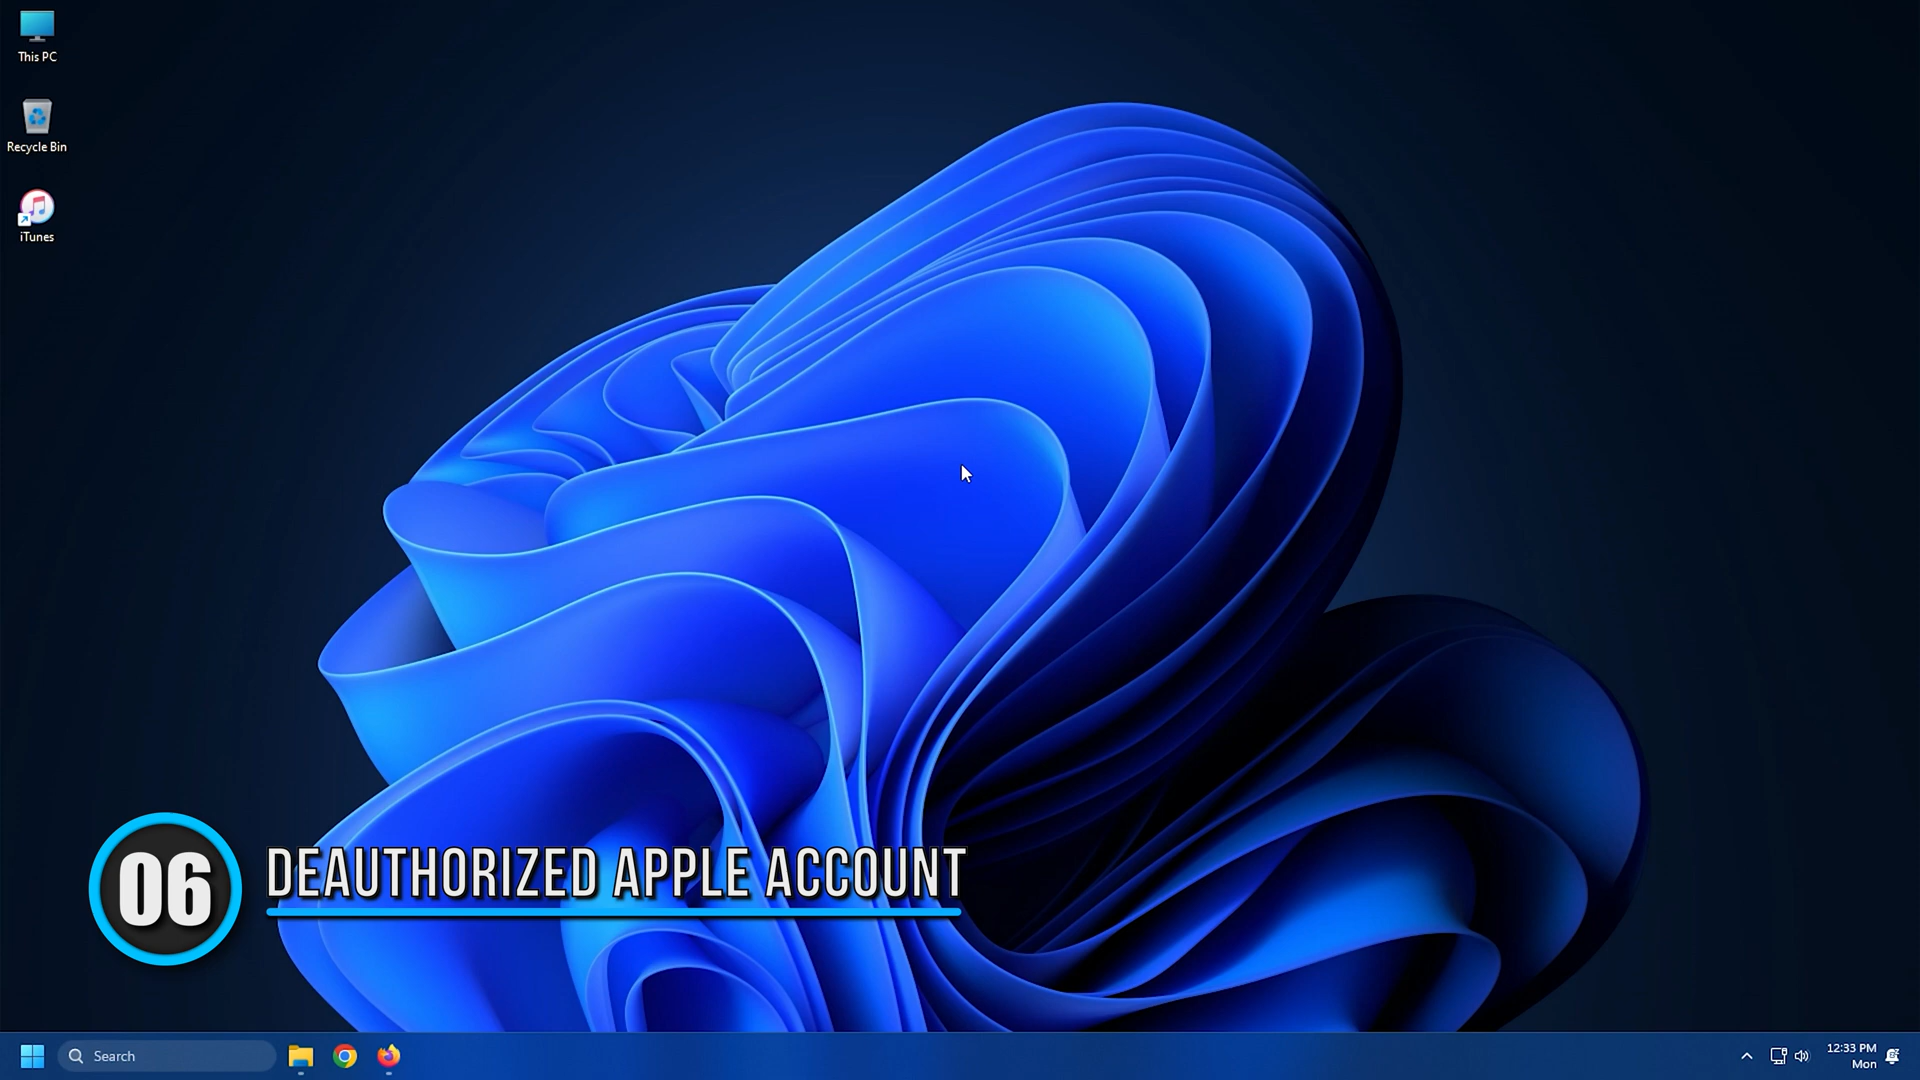 This PC
Recycle Bin
iTunes
06
DEAUTHORIZED APPLE ACCOUNT
Search
12:33 PM
Mon